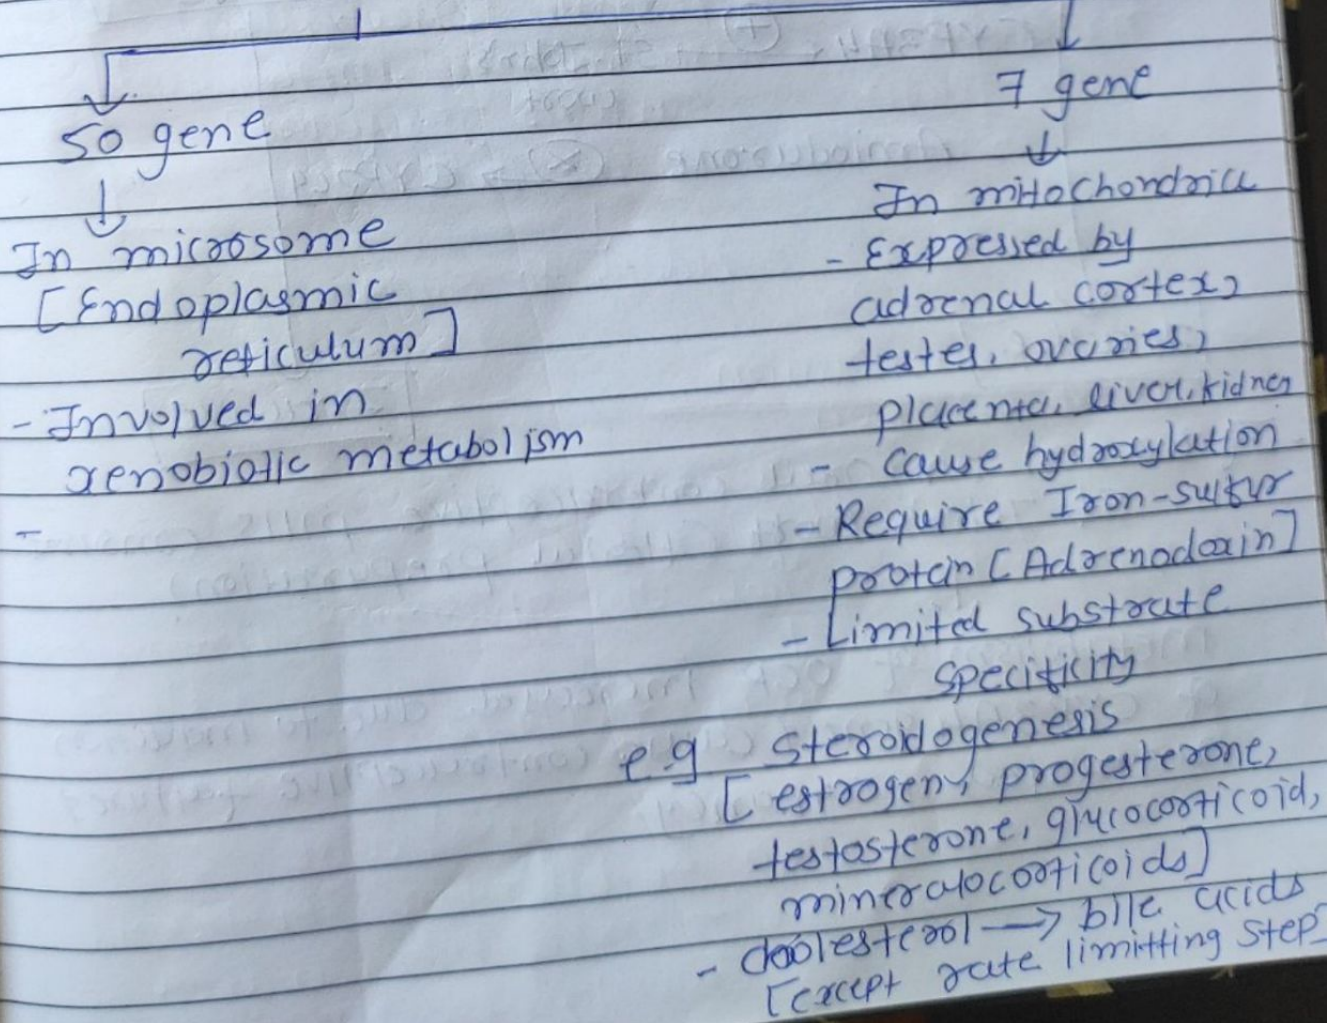 50 gene
In microsome
[Endoplasmic
reticulum]
- Involved in
xenobiotic metabolism
-
7 gene
In mitochondria
- Expressed by
adrenal cortex,
testes, ovaries,
placenta, liver, kidney
- cause hydroxylation
- Require Iron-sulfur
protein [Adrenodoxin]
- Limited substrate
specificity
e.g Steroidogenesis
[estrogen, progesterone,
testosterone, glucocorticoid,
mineralocorticoids]
- cholesterol → bile acids
[except rate limitting step]